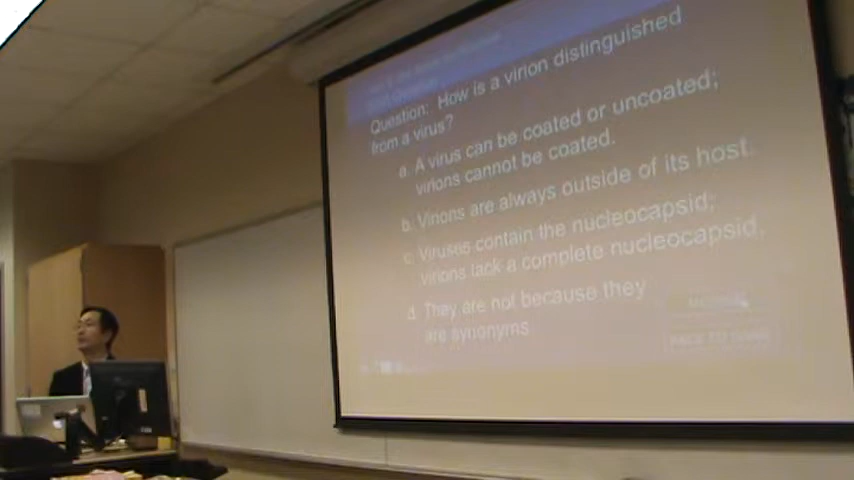 Question: How is a virion distinguished
from a virus?
a. A virus can be coated or uncoated;
virions cannot be coated.
b. Virions are always outside of its host.
c. Viruses contain the nucleocapsid;
virions lack a complete nucleocapsid.
d. They are not because they
are synonyms